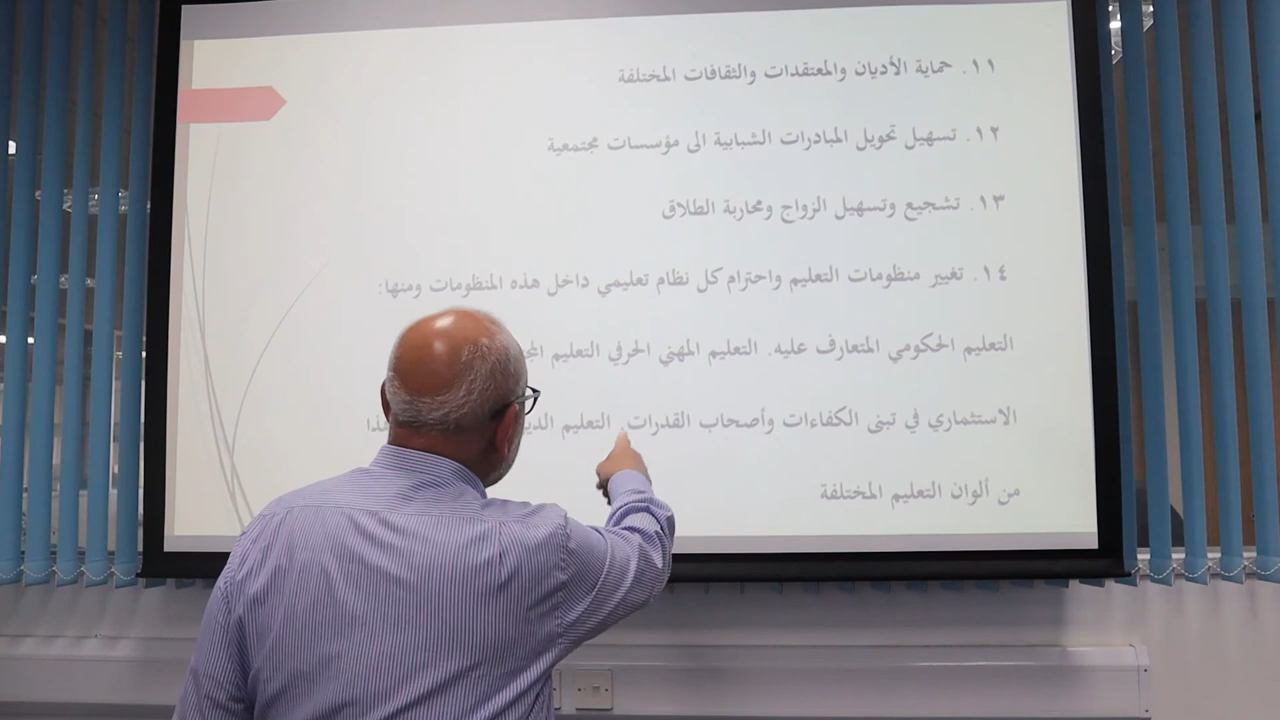 ١١. حماية الأديان والمعتقدات والثقافات المختلفة
١٢. تسهيل تحويل المبادرات الشبابية الى مؤسسات مجتمعية
١٣. تشجيع وتسهيل الزواج ومحاربة الطلاق
١٤. تغيير منظومات التعليم واحترام كل نظام تعليمي داخل هذه المنظومات ومنها:
التعليم الحكومي المتعارف عليه. التعليم المهني الحرفي التعليم
الاستثماري في تبنى الكفاءات وأصحاب القدرات. التعليم
من ألوان التعليم المختلفة